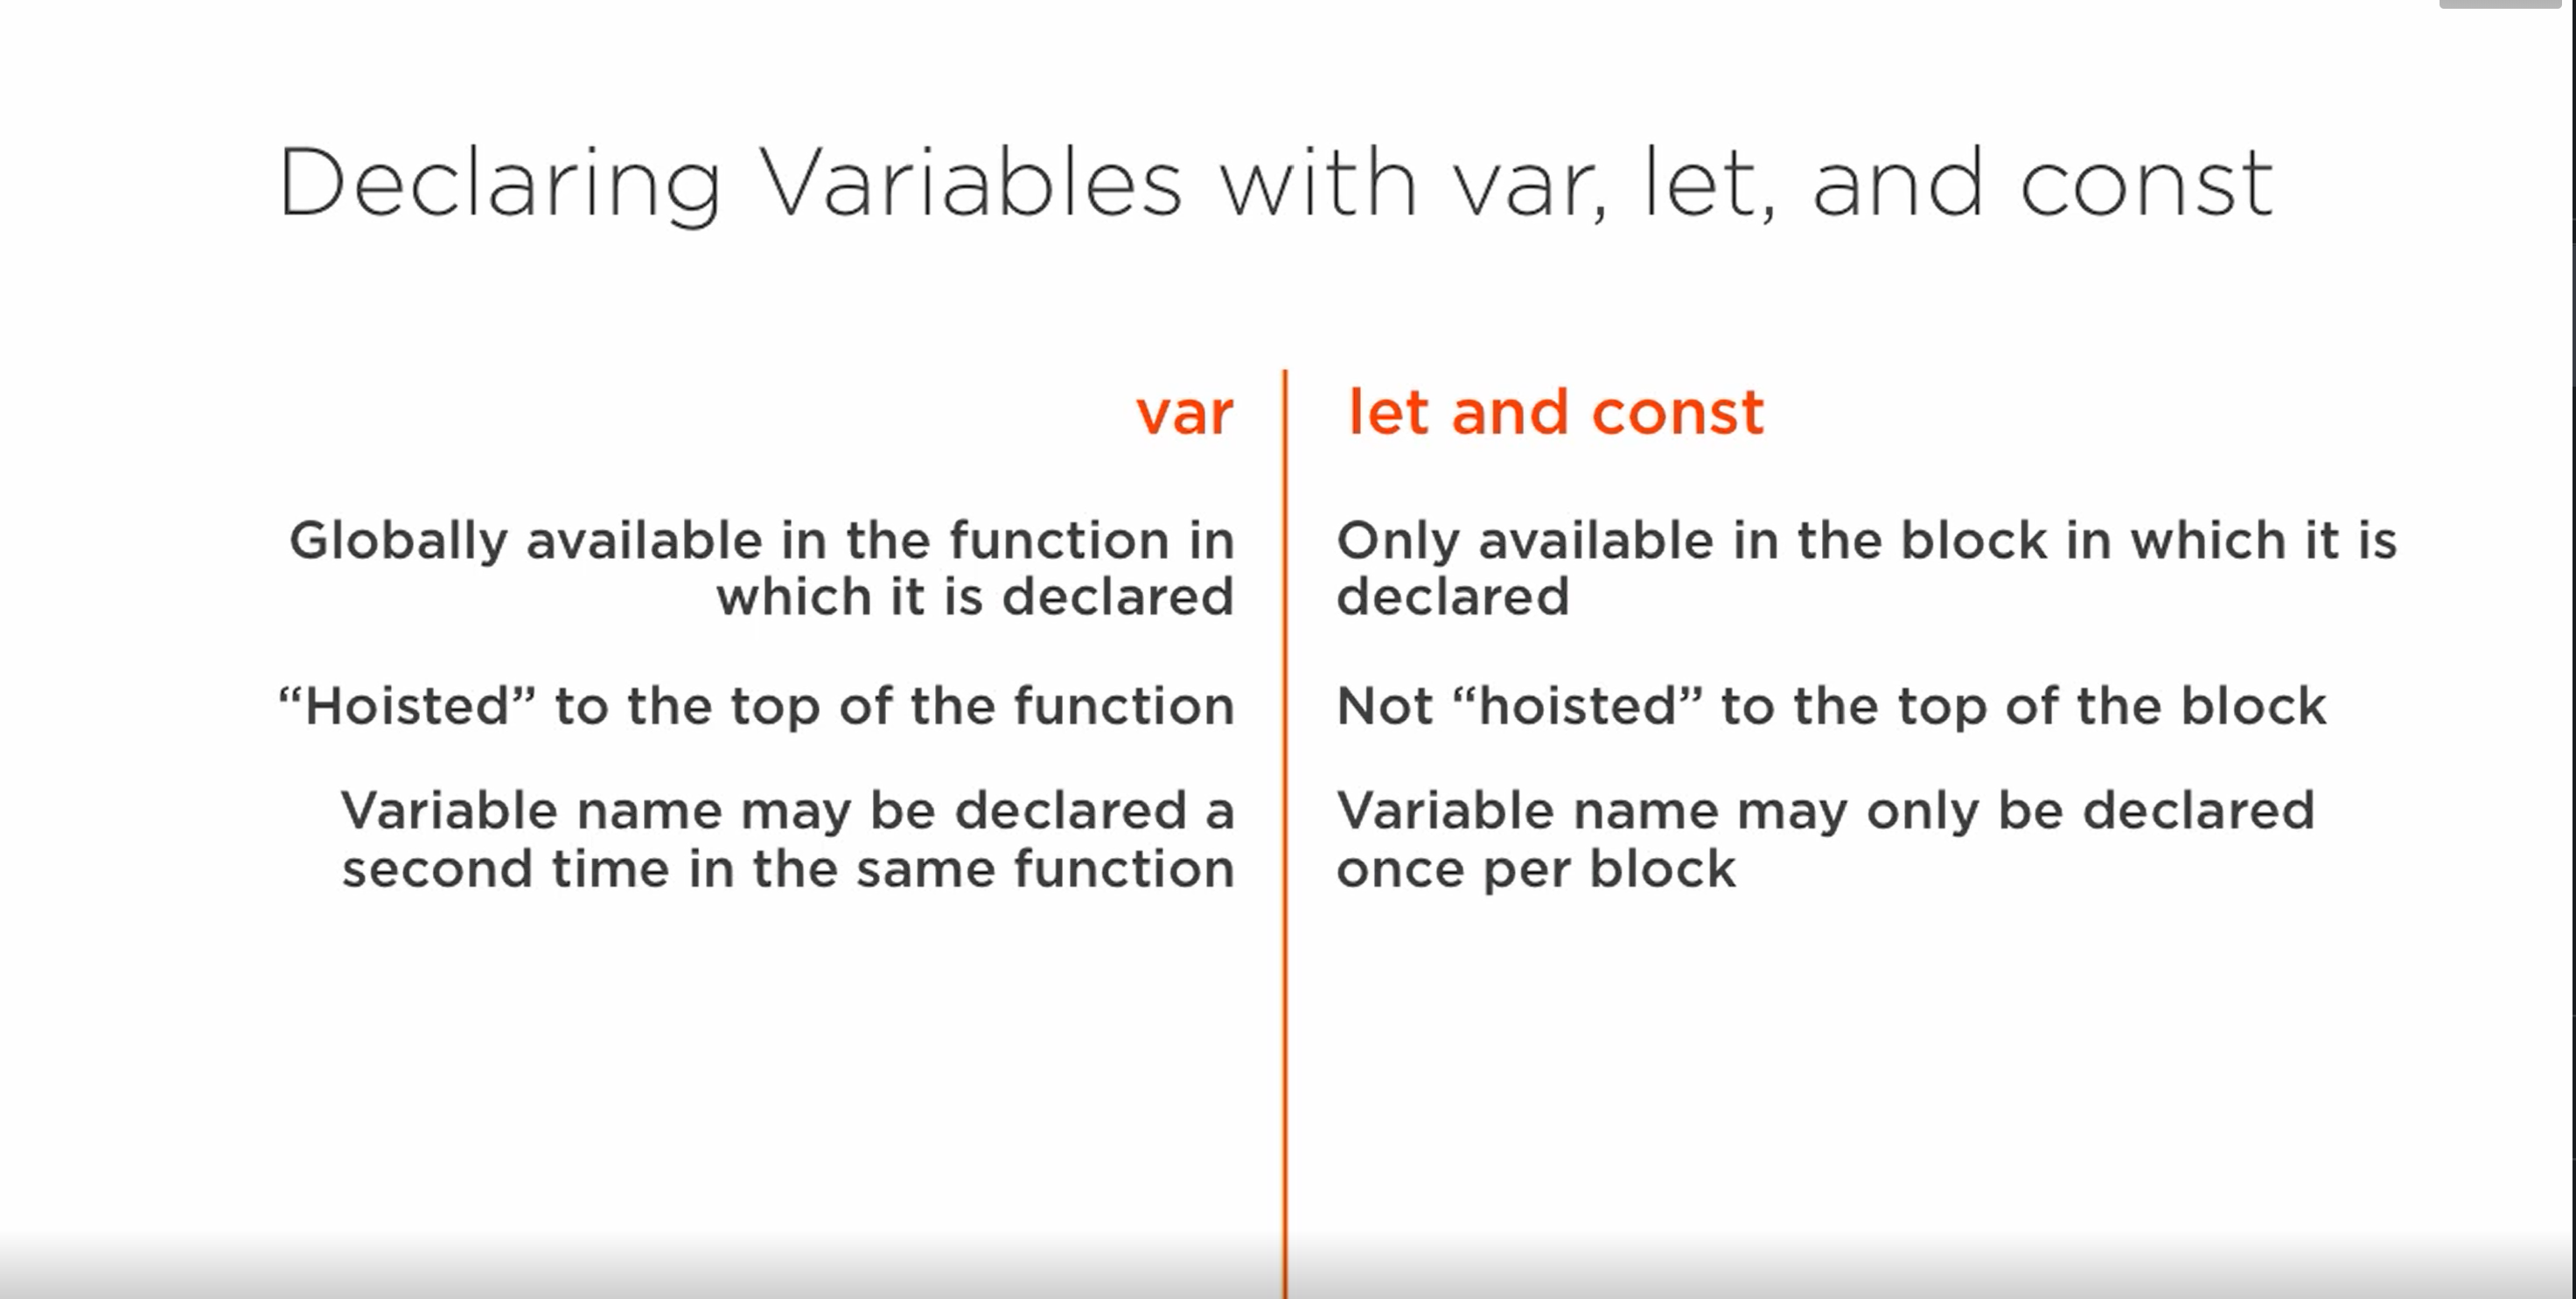 Declaring Variables with var, let, and const
var
Globally available in the function in
which it is declared
“Hoisted” to the top of the function
Variable name may be declared a
second time in the same function
let and const
Only available in the block in which it is
declared
Not “hoisted” to the top of the block
Variable name may only be declared
once per block